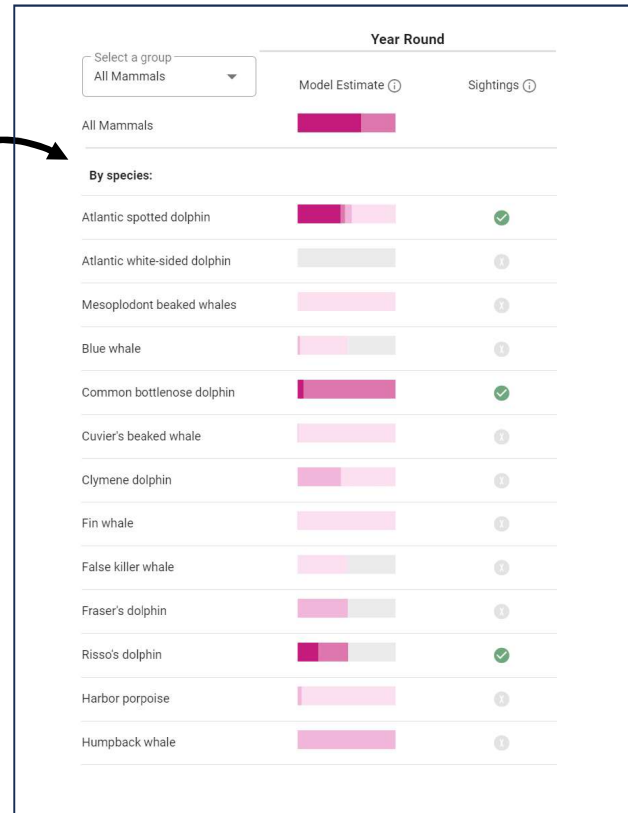 Year Round
Select a group
All Mammals
Model Estimate
Sightings
All Mammals
By species:
Atlantic spotted dolphin
Atlantic white-sided dolphin
Mesoplodont beaked whales
Blue whale
Common bottlenose dolphin
Cuvier's beaked whale
Clymene dolphin
Fin whale
False killer whale
Fraser's dolphin
Risso's dolphin
Harbor porpoise
Humpback whale